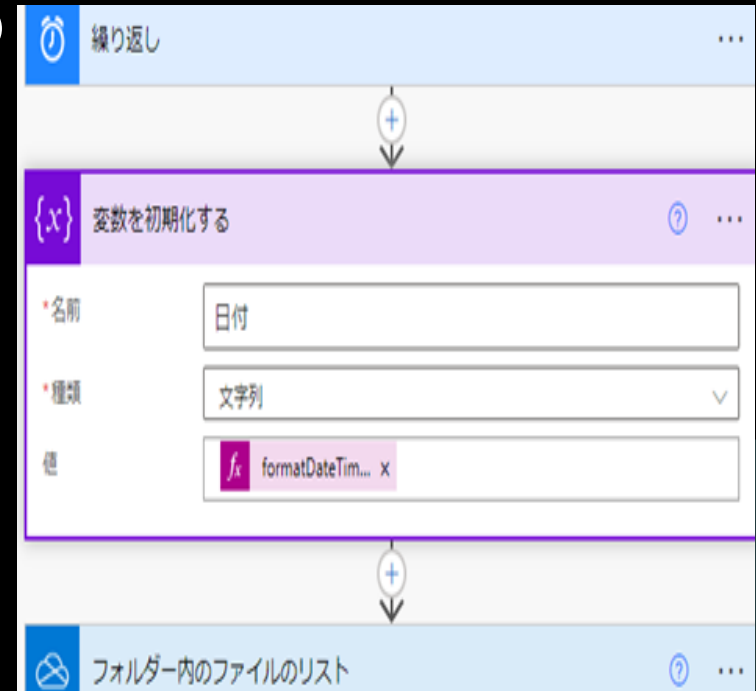 繰り返し
{x} 変数を初期化する
*名前 日付
*種類 文字列
値 fx formatDateTim... ×
フォルダー内のファイルのリスト